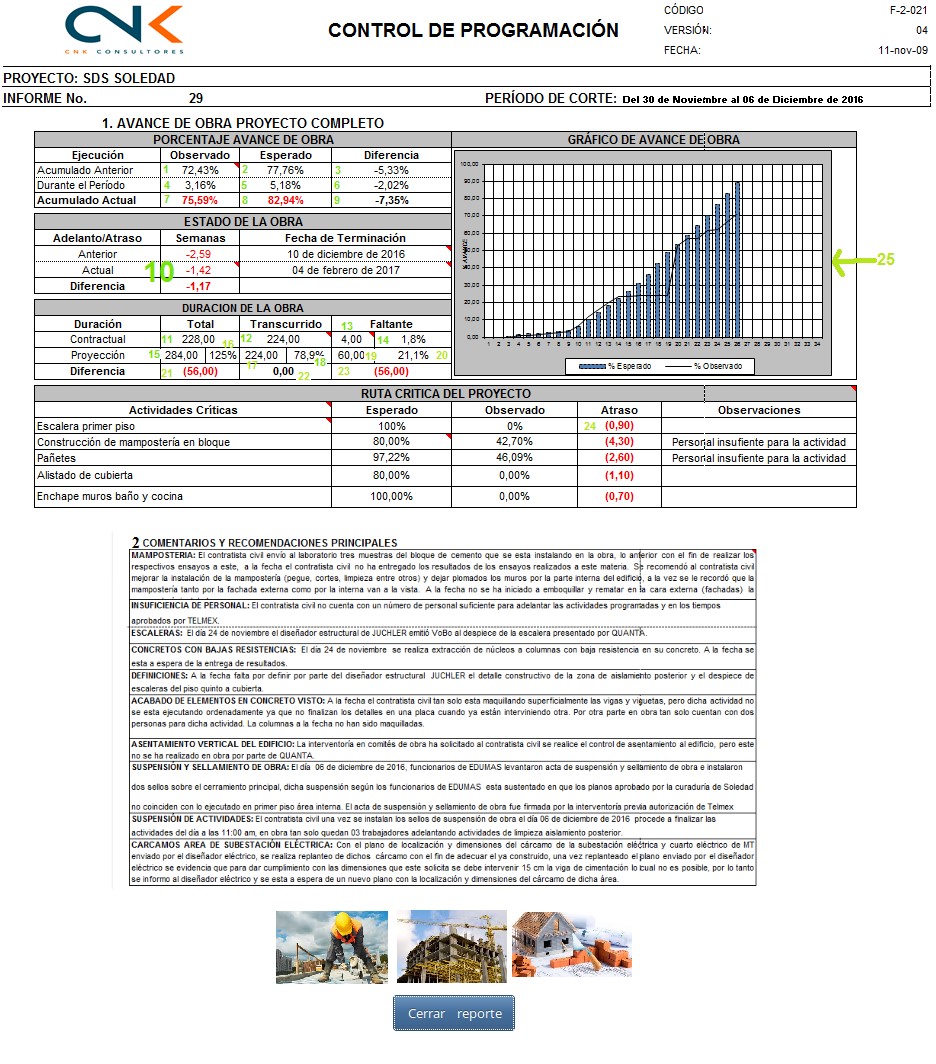 CNK CONSULTORES
CONTROL DE PROGRAMACIÓN
CÓDIGO F-2-021
VERSIÓN: 04
FECHA: 11-nov-09
PROYECTO: SDS SOLEDAD
INFORME No. 29 PERÍODO DE CORTE: Del 30 de Noviembre al 06 de Diciembre de 2016
1. AVANCE DE OBRA PROYECTO COMPLETO
PORCENTAJE AVANCE DE OBRA
Ejecución Observado Esperado Diferencia
Acumulado Anterior 1 72,43% 2 77,76% 3 -5,33%
Durante el Período 4 3,16% 5 5,18% 6 -2,02%
Acumulado Actual 7 75,59% 8 82,94% 9 -7,35%
ESTADO DE LA OBRA
Adelanto/Atraso Semanas Fecha de Terminación
Anterior -2,59 10 de diciembre de 2016
Actual 10 -1,42 04 de febrero de 2017
Diferencia -1,17
DURACION DE LA OBRA
Duración Total Transcurrido 13 Faltante
Contractual 11 228,00 16 12 224,00 4,00 14 1,8%
Proyección 15 284,00 125% 224,00 78,9% 60,00 19 21,1% 20
17 18
Diferencia 21 (56,00) 0,00 22 23 (56,00)
GRÁFICO DE AVANCE DE OBRA
100,00
90,00
80,00
70,00
60,00
50,00
40,00
30,00
20,00
10,00
0,00
% AVANCE
1 2 3 4 5 6 7 8 9 10 11 12 13 14 15 16 17 18 19 20 21 22 23 24 25 26 27 28 29 30 31 32 33 34
% Esperado % Observado
25
RUTA CRITICA DEL PROYECTO
Actividades Críticas Esperado Observado Atraso Observaciones
Escalera primer piso 100% 0% 24 (0,90)
Construcción de mampostería en bloque 80,00% 42,70% (4,30) Personal insufiente para la actividad
Pañetes 97,22% 46,09% (2,60) Personal insufiente para la actividad
Alistado de cubierta 80,00% 0,00% (1,10)
Enchape muros baño y cocina 100,00% 0,00% (0,70)
2 COMENTARIOS Y RECOMENDACIONES PRINCIPALES
MAMPOSTERIA: El contratista civil envío al laboratorio tres muestras del bloque de cemento que se esta instalando en la obra, lo anterior con el fin de realizar los
respectivos ensayos a este, a la fecha el contratista civil no ha entregado los resultados de los ensayos realizados a este materia. Se recomendó al contratista civil
mejorar la instalación de la mampostería (pegue, cortes, limpieza entre otros) y dejar plomados los muros por la parte interna del edificio, a la vez se le recordó que la
mampostería tanto por la fachada externa como por la interna van a la vista. A la fecha no se ha iniciado a emboquillar y rematar en la cara externa (fachadas) la
INSUFICIENCIA DE PERSONAL: El contratista civil no cuenta con un número de personal suficiente para adelantar las actividades programadas y en los tiempos
aprobados por TELMEX.
ESCALERAS: El día 24 de noviembre el diseñador estructural de JUCHLER emitió VoBo al despiece de la escalera presentado por QUANTA.
CONCRETOS CON BAJAS RESISTENCIAS: El día 24 de noviembre se realiza extracción de núcleos a columnas con baja resistencia en su concreto. A la fecha se
esta a espera de la entrega de resultados.
DEFINICIONES: A la fecha falta por definir por parte del diseñador estructural JUCHLER el detalle constructivo de la zona de aislamiento posterior y el despiece de
escaleras del piso quinto a cubierta.
ACABADO DE ELEMENTOS EN CONCRETO VISTO: A la fecha el contratista civil tan solo esta maquillando superficialmente las vigas y viguetas, pero dicha actividad no
se esta ejecutando ordenadamente ya que no finalizan los detalles en una placa cuando ya están interviniendo otra. Por otra parte en obra tan solo cuentan con dos
personas para dicha actividad. La columnas a la fecha no han sido maquilladas.
ASENTAMIENTO VERTICAL DEL EDIFICIO: La interventoría en comités de obra ha solicitado al contratista civil se realice el control de asentamiento al edificio, pero este
no se ha realizado en obra por parte de QUANTA.
SUSPENSIÓN Y SELLAMIENTO DE OBRA: El día 06 de diciembre de 2016, funcionarios de EDUMAS levantaron acta de suspensión y sellamiento de obra e instalaron
dos sellos sobre el cerramiento principal, dicha suspensión según los funcionarios de EDUMAS esta sustentado en que los planos aprobado por la curaduría de Soledad
no coinciden con lo ejecutado en primer piso área interna. El acta de suspensión y sellamiento de obra fue firmada por la interventoría previa autorización de Telmex
SUSPENSIÓN DE ACTIVIDADES: El contratista civil una vez se instalan los sellos de suspensión de obra el día 06 diciembre de 2016 procede a finalizar las
actividades del día a las 11:00 am, en obra tan solo quedan 03 trabajadores adelantando actividades de limpieza aislamiento posterior.
CARCAMOS AREA DE SUBESTACIÓN ELÉCTRICA: Con el plano de localización y dimensiones del cárcamo de la subestación eléctrica y cuarto eléctrico de MT
enviado por el diseñador eléctrico, se realiza replanteo de dichos cárcamo con el fin de adecuar el ya construido, una vez replanteado el plano enviado por el diseñador
eléctrico se evidencia que para dar cumplimiento con las dimensiones que este solicita se debe intervenir 15 cm la viga de cimentación lo cual no es posible, por lo tanto
se informo al diseñador eléctrico y se esta a espera de un nuevo plano con la localización y dimensiones del cárcamo de dicha área.
Cerrar reporte